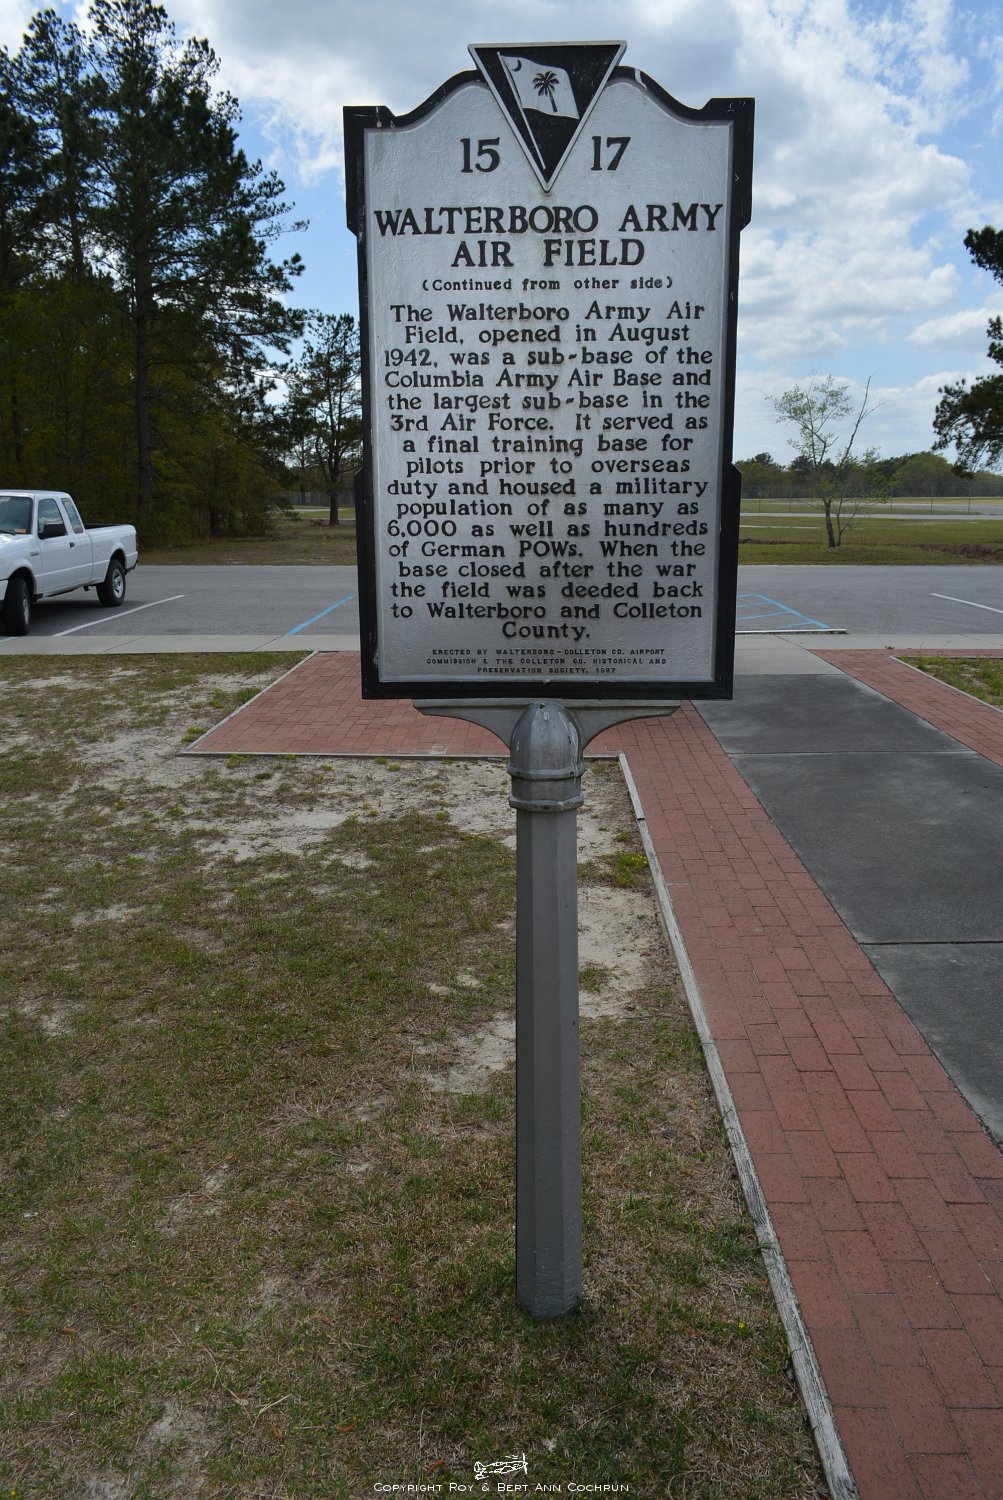 15 17
WALTERBORO ARMY
AIR FIELD
(Continued from other side)
The Walterboro Army Air
Field, opened in August
1942, was a sub-base of the
Columbia Army Air Base and
the largest sub-base in the
3rd Air Force. It served as
a final training base for
pilots prior to overseas
duty and housed a military
population of as many as
6,000 as well as hundreds
of German POWs. When the
base closed after the war
the field was deeded back
to Walterboro and Colleton
County.
ERECTED BY WALTERBORO-COLLETON CO. AIRPORT
COMMISSION & THE COLLETON CO. HISTORICAL AND
PRESERVATION SOCIETY, 1997
COPYRIGHT ROY & BERT ANN COCHRUN